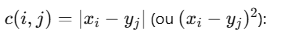 c(i, j) = |x_i − y_j| (ou (x_i − y_j)²):